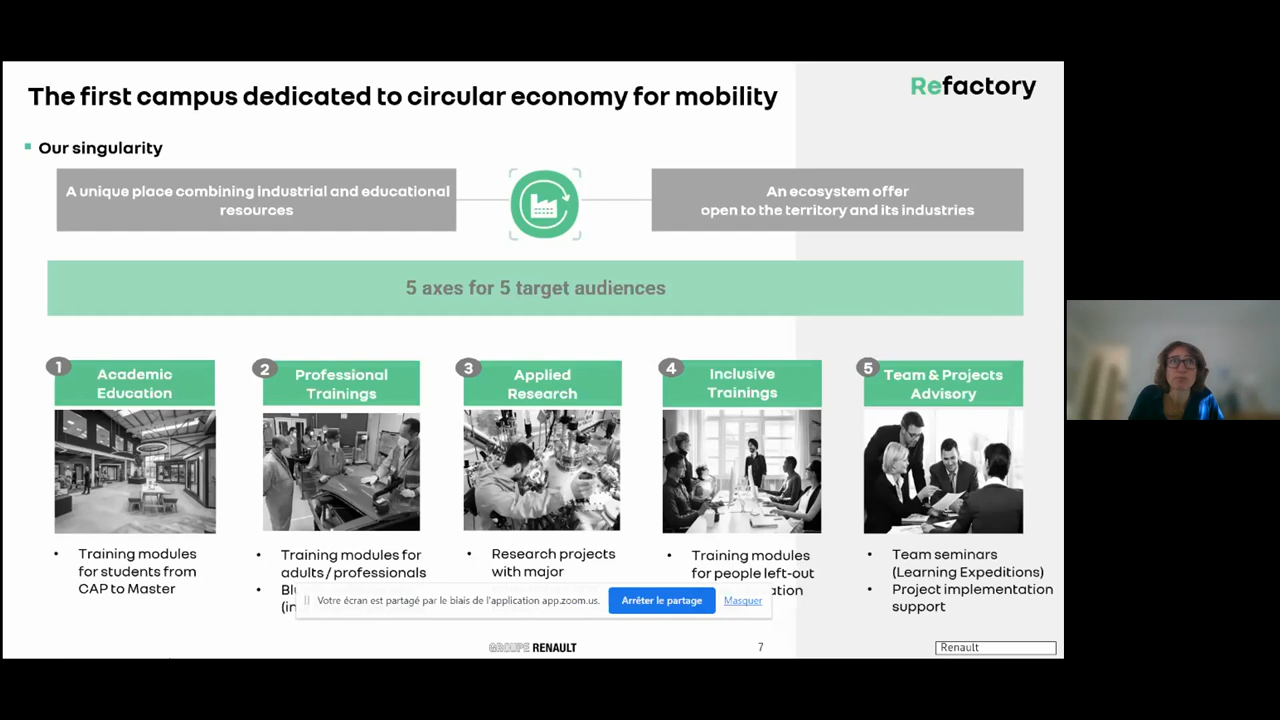 The first campus dedicated to circular economy for mobility
Refactory
Our singularity
A unique place combining industrial and educational
resources
An ecosystem offer
open to the territory and its industries
5 axes for 5 target audiences
1
Academic
Education
Training modules
for students from
CAP to Master
2
Professional
Trainings
Training modules for
adults / professionals
3
Applied
Research
Research projects
with major
4
Inclusive
Trainings
Training modules
for people left-out
5
Team & Projects
Advisory
Team seminars
(Learning Expeditions)
Project implementation
support
Votre écran est partagé par le biais de l'application app.zoom.us.
Arrêter le partage
Masquer
GROUPE RENAULT
7
Renault